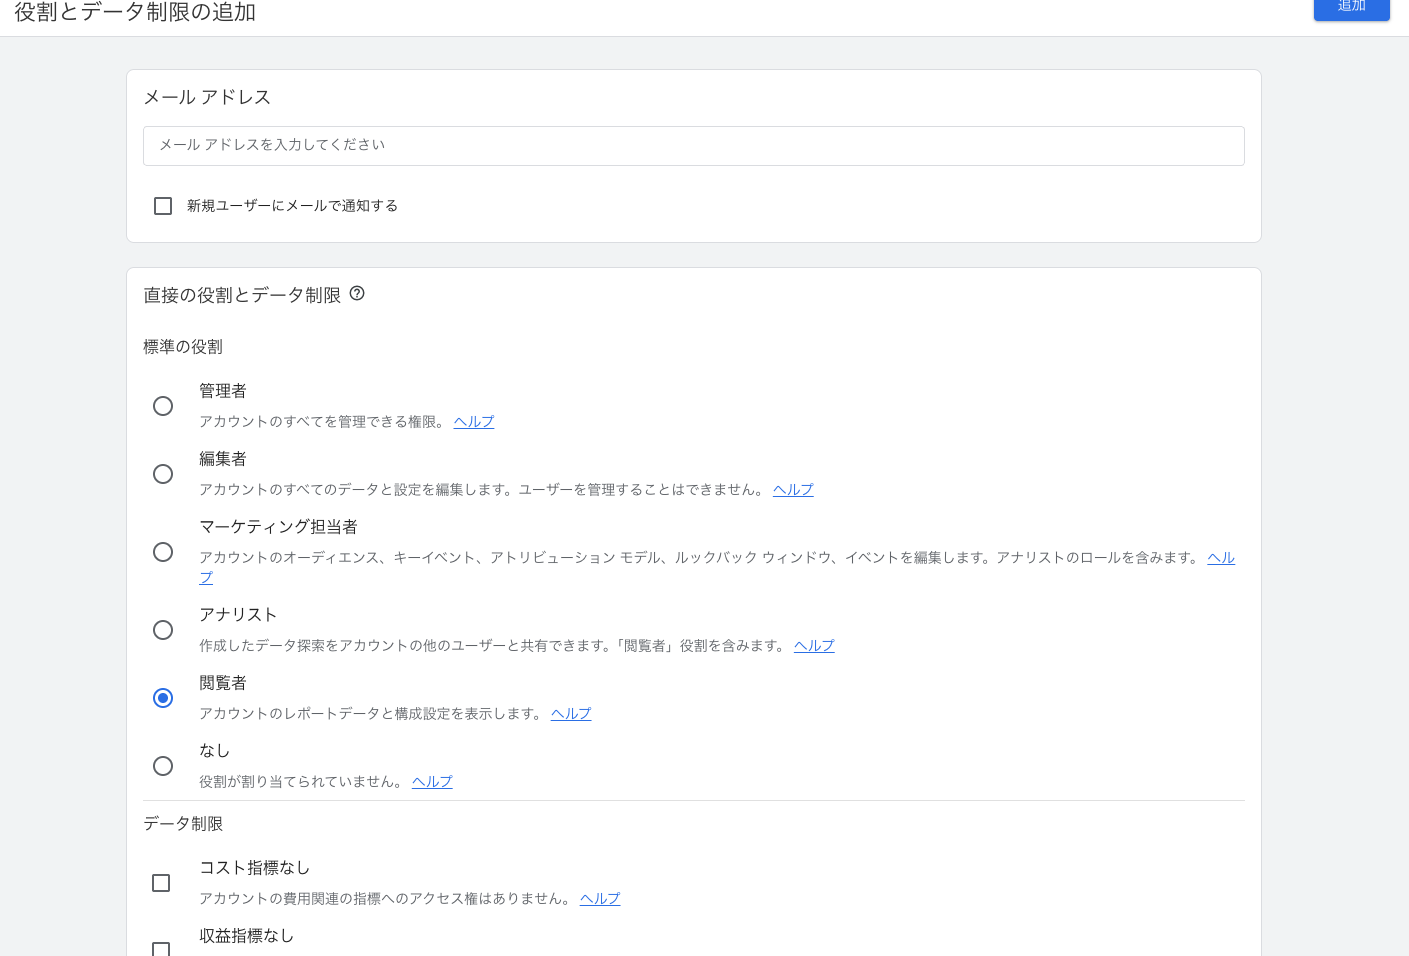 役割とデータ制限の追加
追加
メール アドレス
メール アドレスを入力してください
新規ユーザーにメールで通知する
直接の役割とデータ制限
標準の役割
管理者
アカウントのすべてを管理できる権限。 ヘルプ
編集者
アカウントのすべてのデータと設定を編集します。ユーザーを管理することはできません。 ヘルプ
マーケティング担当者
アカウントのオーディエンス、キーイベント、アトリビューション モデル、ルックバック ウィンドウ、イベントを編集します。アナリストのロールを含みます。 ヘル
プ
アナリスト
作成したデータ探索をアカウントの他のユーザーと共有できます。「閲覧者」役割を含みます。 ヘルプ
閲覧者
アカウントのレポートデータと構成設定を表示します。 ヘルプ
なし
役割が割り当てられていません。 ヘルプ
データ制限
コスト指標なし
アカウントの費用関連の指標へのアクセス権はありません。 ヘルプ
収益指標なし